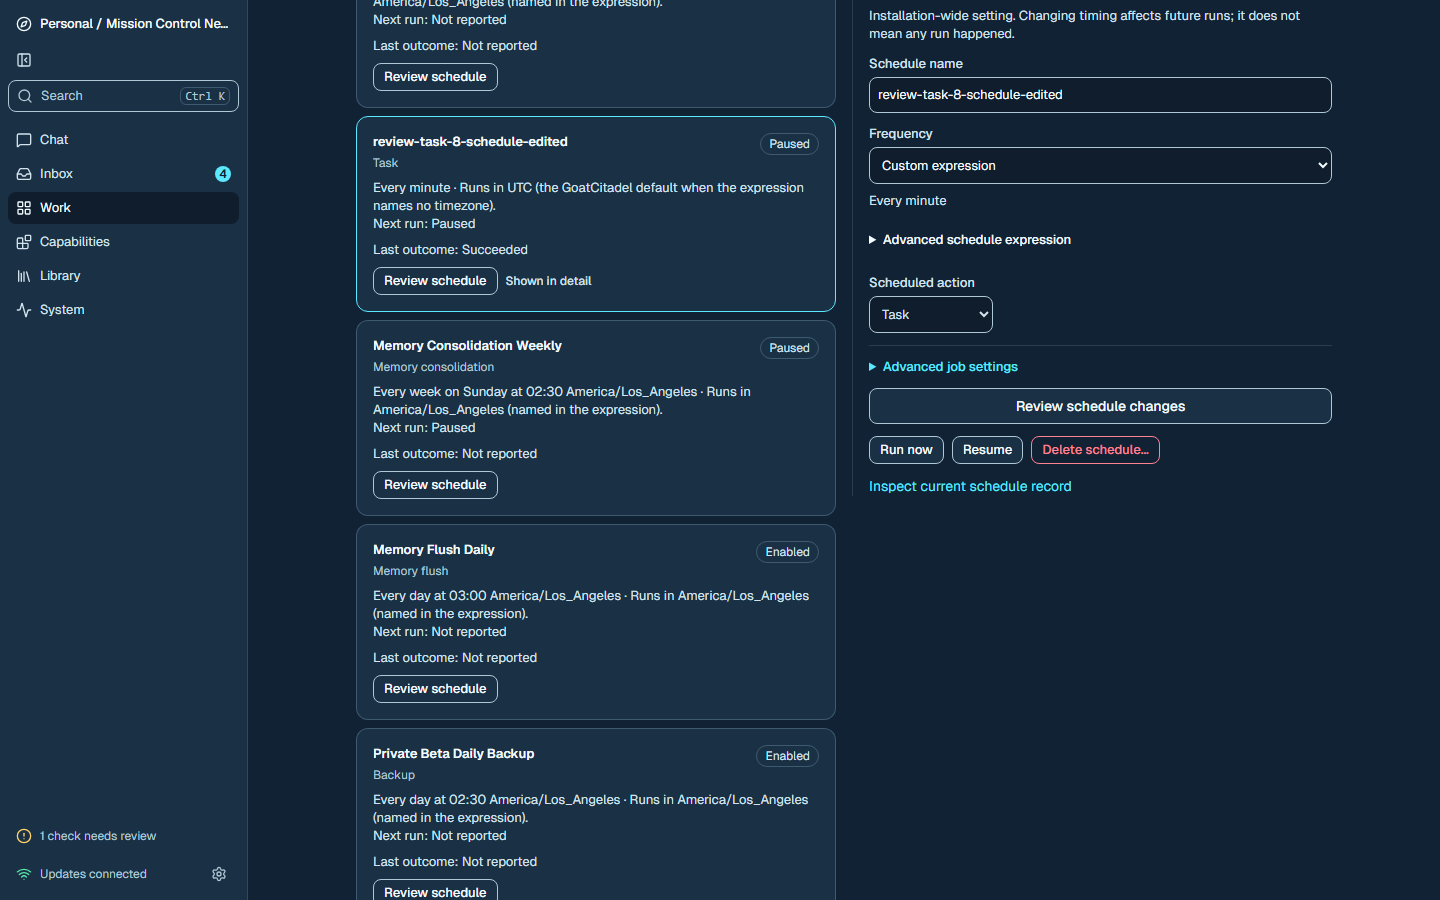 Personal / Mission Control Ne...
Search
Ctrl K
Chat
Inbox
4
Work
Capabilities
Library
System
1 check needs review
Updates connected
America/Los_Angeles (named in the expression).
Next run: Not reported
Last outcome: Not reported
Review schedule
review-task-8-schedule-edited
Paused
Task
Every minute · Runs in UTC (the GoatCitadel default when the expression
names no timezone).
Next run: Paused
Last outcome: Succeeded
Review schedule
Shown in detail
Memory Consolidation Weekly
Paused
Memory consolidation
Every week on Sunday at 02:30 America/Los_Angeles · Runs in
America/Los_Angeles (named in the expression).
Next run: Paused
Last outcome: Not reported
Review schedule
Memory Flush Daily
Enabled
Memory flush
Every day at 03:00 America/Los_Angeles · Runs in America/Los_Angeles
(named in the expression).
Next run: Not reported
Last outcome: Not reported
Review schedule
Private Beta Daily Backup
Enabled
Backup
Every day at 02:30 America/Los_Angeles · Runs in America/Los_Angeles
(named in the expression).
Next run: Not reported
Last outcome: Not reported
Review schedule
Installation-wide setting. Changing timing affects future runs; it does not
mean any run happened.
Schedule name
review-task-8-schedule-edited
Frequency
Custom expression
Every minute
Advanced schedule expression
Scheduled action
Task
Advanced job settings
Review schedule changes
Run now
Resume
Delete schedule...
Inspect current schedule record